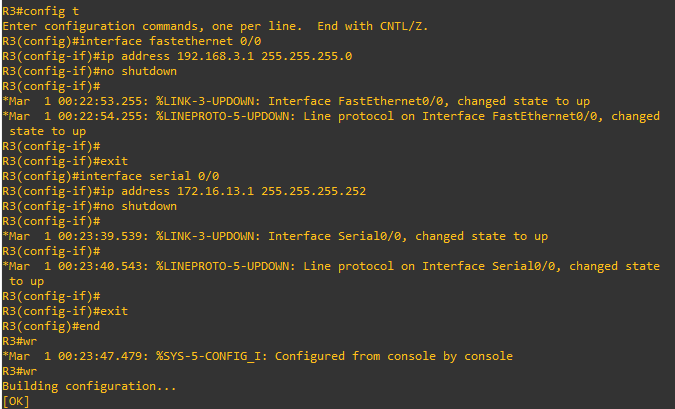 R3#config t
Enter configuration commands, one per line.  End with CNTL/Z.
R3(config)#interface fastethernet 0/0
R3(config-if)#ip address 192.168.3.1 255.255.255.0
R3(config-if)#no shutdown
R3(config-if)#
*Mar  1 00:22:53.255: %LINK-3-UPDOWN: Interface FastEthernet0/0, changed state to up
*Mar  1 00:22:54.255: %LINEPROTO-5-UPDOWN: Line protocol on Interface FastEthernet0/0, changed
 state to up
R3(config-if)#
R3(config-if)#exit
R3(config)#interface serial 0/0
R3(config-if)#ip address 172.16.13.1 255.255.255.252
R3(config-if)#no shutdown
R3(config-if)#
*Mar  1 00:23:39.539: %LINK-3-UPDOWN: Interface Serial0/0, changed state to up
R3(config-if)#
*Mar  1 00:23:40.543: %LINEPROTO-5-UPDOWN: Line protocol on Interface Serial0/0, changed state
 to up
R3(config-if)#
R3(config-if)#exit
R3(config)#end
R3#wr
*Mar  1 00:23:47.479: %SYS-5-CONFIG_I: Configured from console by console
R3#wr
Building configuration...
[OK]